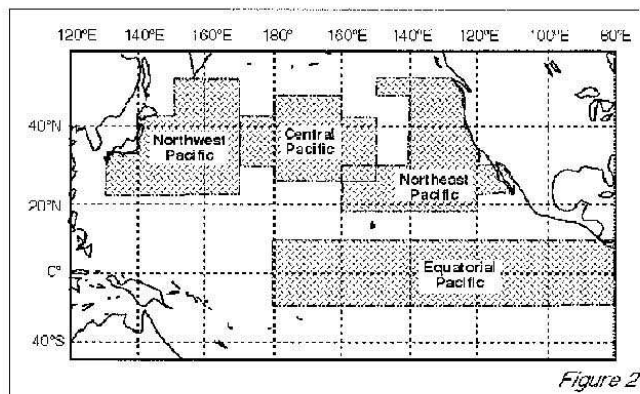 120°E 140°E 160°E 180° 160°W 140°W 120°W 100°W 80°W
40°N
Northwest
Pacific
Central
Pacific
Northeast
Pacific
20°N
0°
Equatorial
Pacific
40°S
Figure 2